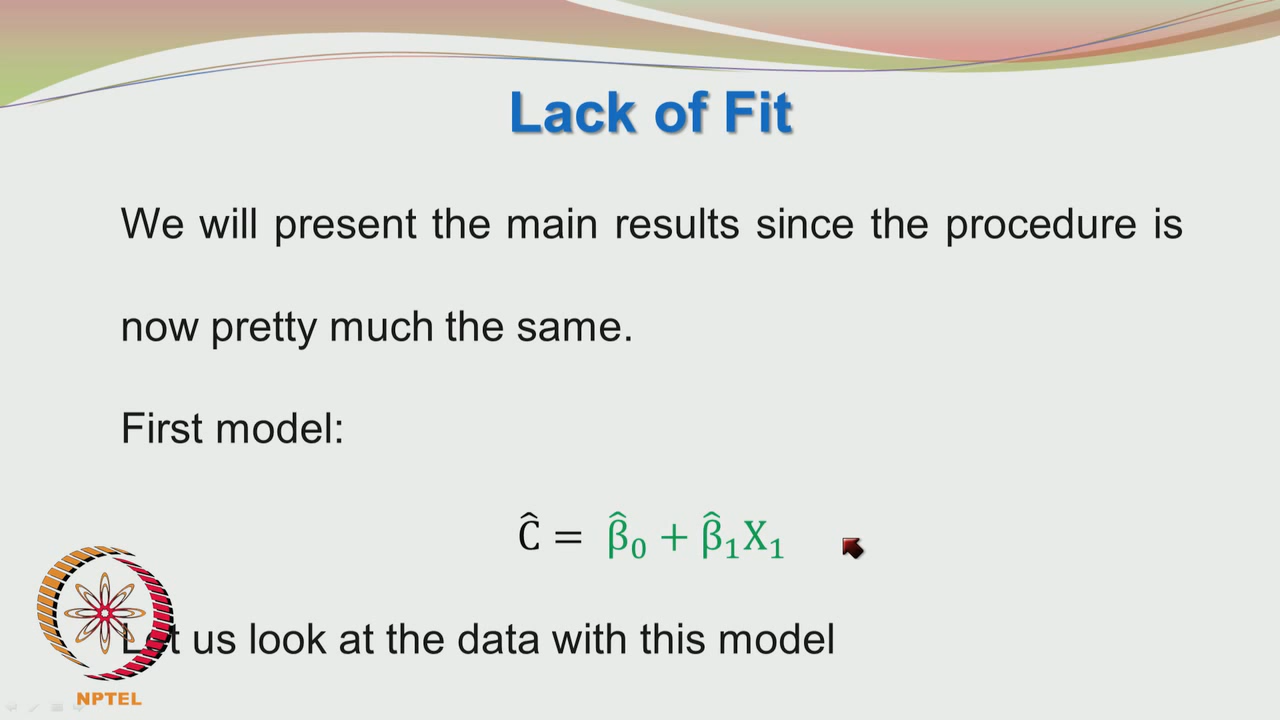 Lack of Fit
We will present the main results since the procedure is
now pretty much the same.
First model:
Ĉ = β̂₀ + β̂₁X₁
Let us look at the data with this model
NPTEL